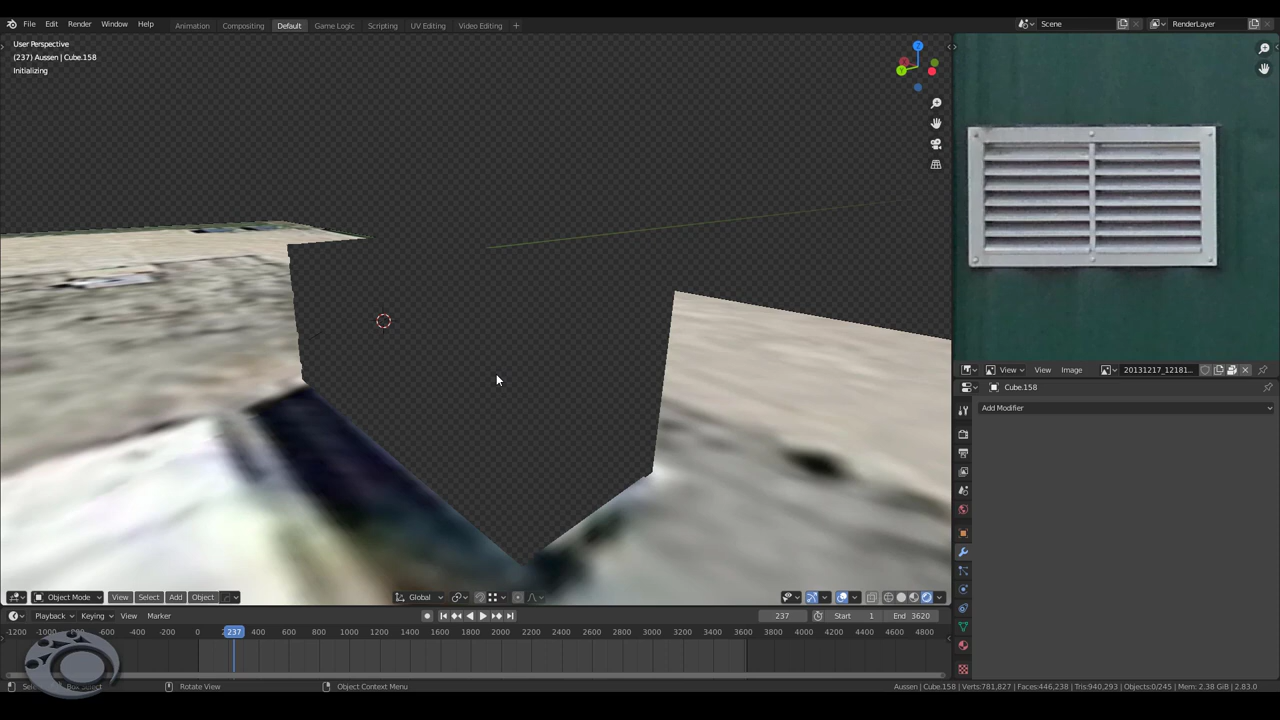 File Edit Render Window Help Animation Compositing Default Game Logic Scripting UV Editing Video Editing + Scene RenderLayer
User Perspective
(237) Aussen | Cube.158
Initializing
Z
Y
View View Image 20131217_12181...
Cube.158
Add Modifier
Object Mode View Select Add Object Global
Playback Keying View Marker 237 Start 1 End 3620
-1200 -1000 -400 -200 0 237 400 600 800 1000 1200 1400 1600 1800 2000 2200 2400 2600 2800 3000 3200 3400 3600 3800 4000 4200 4400 4600 4800
Rotate View Object Context Menu Aussen | Cube.158 | Verts:781,827 | Faces:446,238 | Tris:940,293 | Objects:0/245 | Mem: 2.38 GiB | 2.83.0